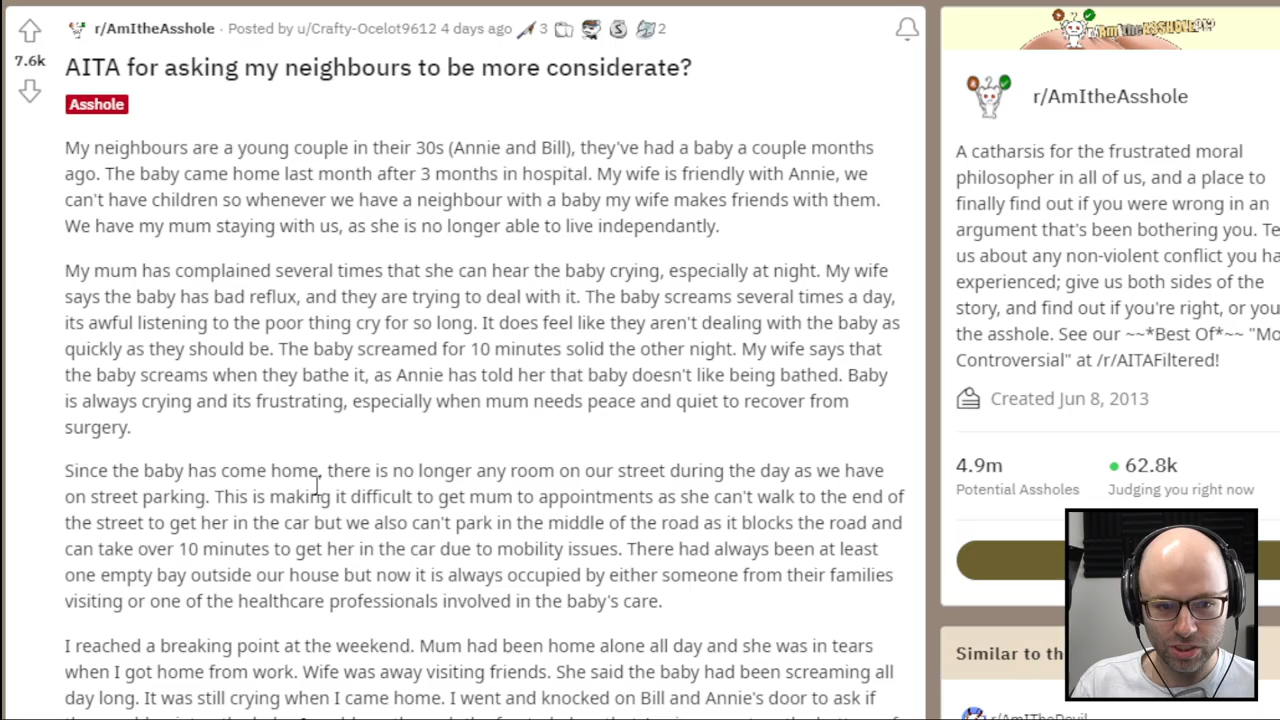 r/AmItheAsshole · Posted by u/Crafty-Ocelot9612 4 days ago 3 2
7.6k
AITA for asking my neighbours to be more considerate?
Asshole
My neighbours are a young couple in their 30s (Annie and Bill), they've had a baby a couple months
ago. The baby came home last month after 3 months in hospital. My wife is friendly with Annie, we
can't have children so whenever we have a neighbour with a baby my wife makes friends with them.
We have my mum staying with us, as she is no longer able to live independantly.
My mum has complained several times that she can hear the baby crying, especially at night. My wife
says the baby has bad reflux, and they are trying to deal with it. The baby screams several times a day,
its awful listening to the poor thing cry for so long. It does feel like they aren't dealing with the baby as
quickly as they should be. The baby screamed for 10 minutes solid the other night. My wife says that
the baby screams when they bathe it, as Annie has told her that baby doesn't like being bathed. Baby
is always crying and its frustrating, especially when mum needs peace and quiet to recover from
surgery.
Since the baby has come home, there is no longer any room on our street during the day as we have
on street parking. This is making it difficult to get mum to appointments as she can't walk to the end of
the street to get her in the car but we also can't park in the middle of the road as it blocks the road and
can take over 10 minutes to get her in the car due to mobility issues. There had always been at least
one empty bay outside our house but now it is always occupied by either someone from their families
visiting or one of the healthcare professionals involved in the baby's care.
I reached a breaking point at the weekend. Mum had been home alone all day and she was in tears
when I got home from work. Wife was away visiting friends. She said the baby had been screaming all
day long. It was still crying when I came home. I went and knocked on Bill and Annie's door to ask if
r/AmItheAsshole
A catharsis for the frustrated moral
philosopher in all of us, and a place to
finally find out if you were wrong in an
argument that's been bothering you. Te
us about any non-violent conflict you ha
experienced; give us both sides of the
story, and find out if you're right, or you
the asshole. See our ~~*Best Of*~~ "Mo
Controversial" at /r/AITAFiltered!
Created Jun 8, 2013
4.9m 62.8k
Potential Assholes Judging you right now
Similar to th
r/AmITheDevil